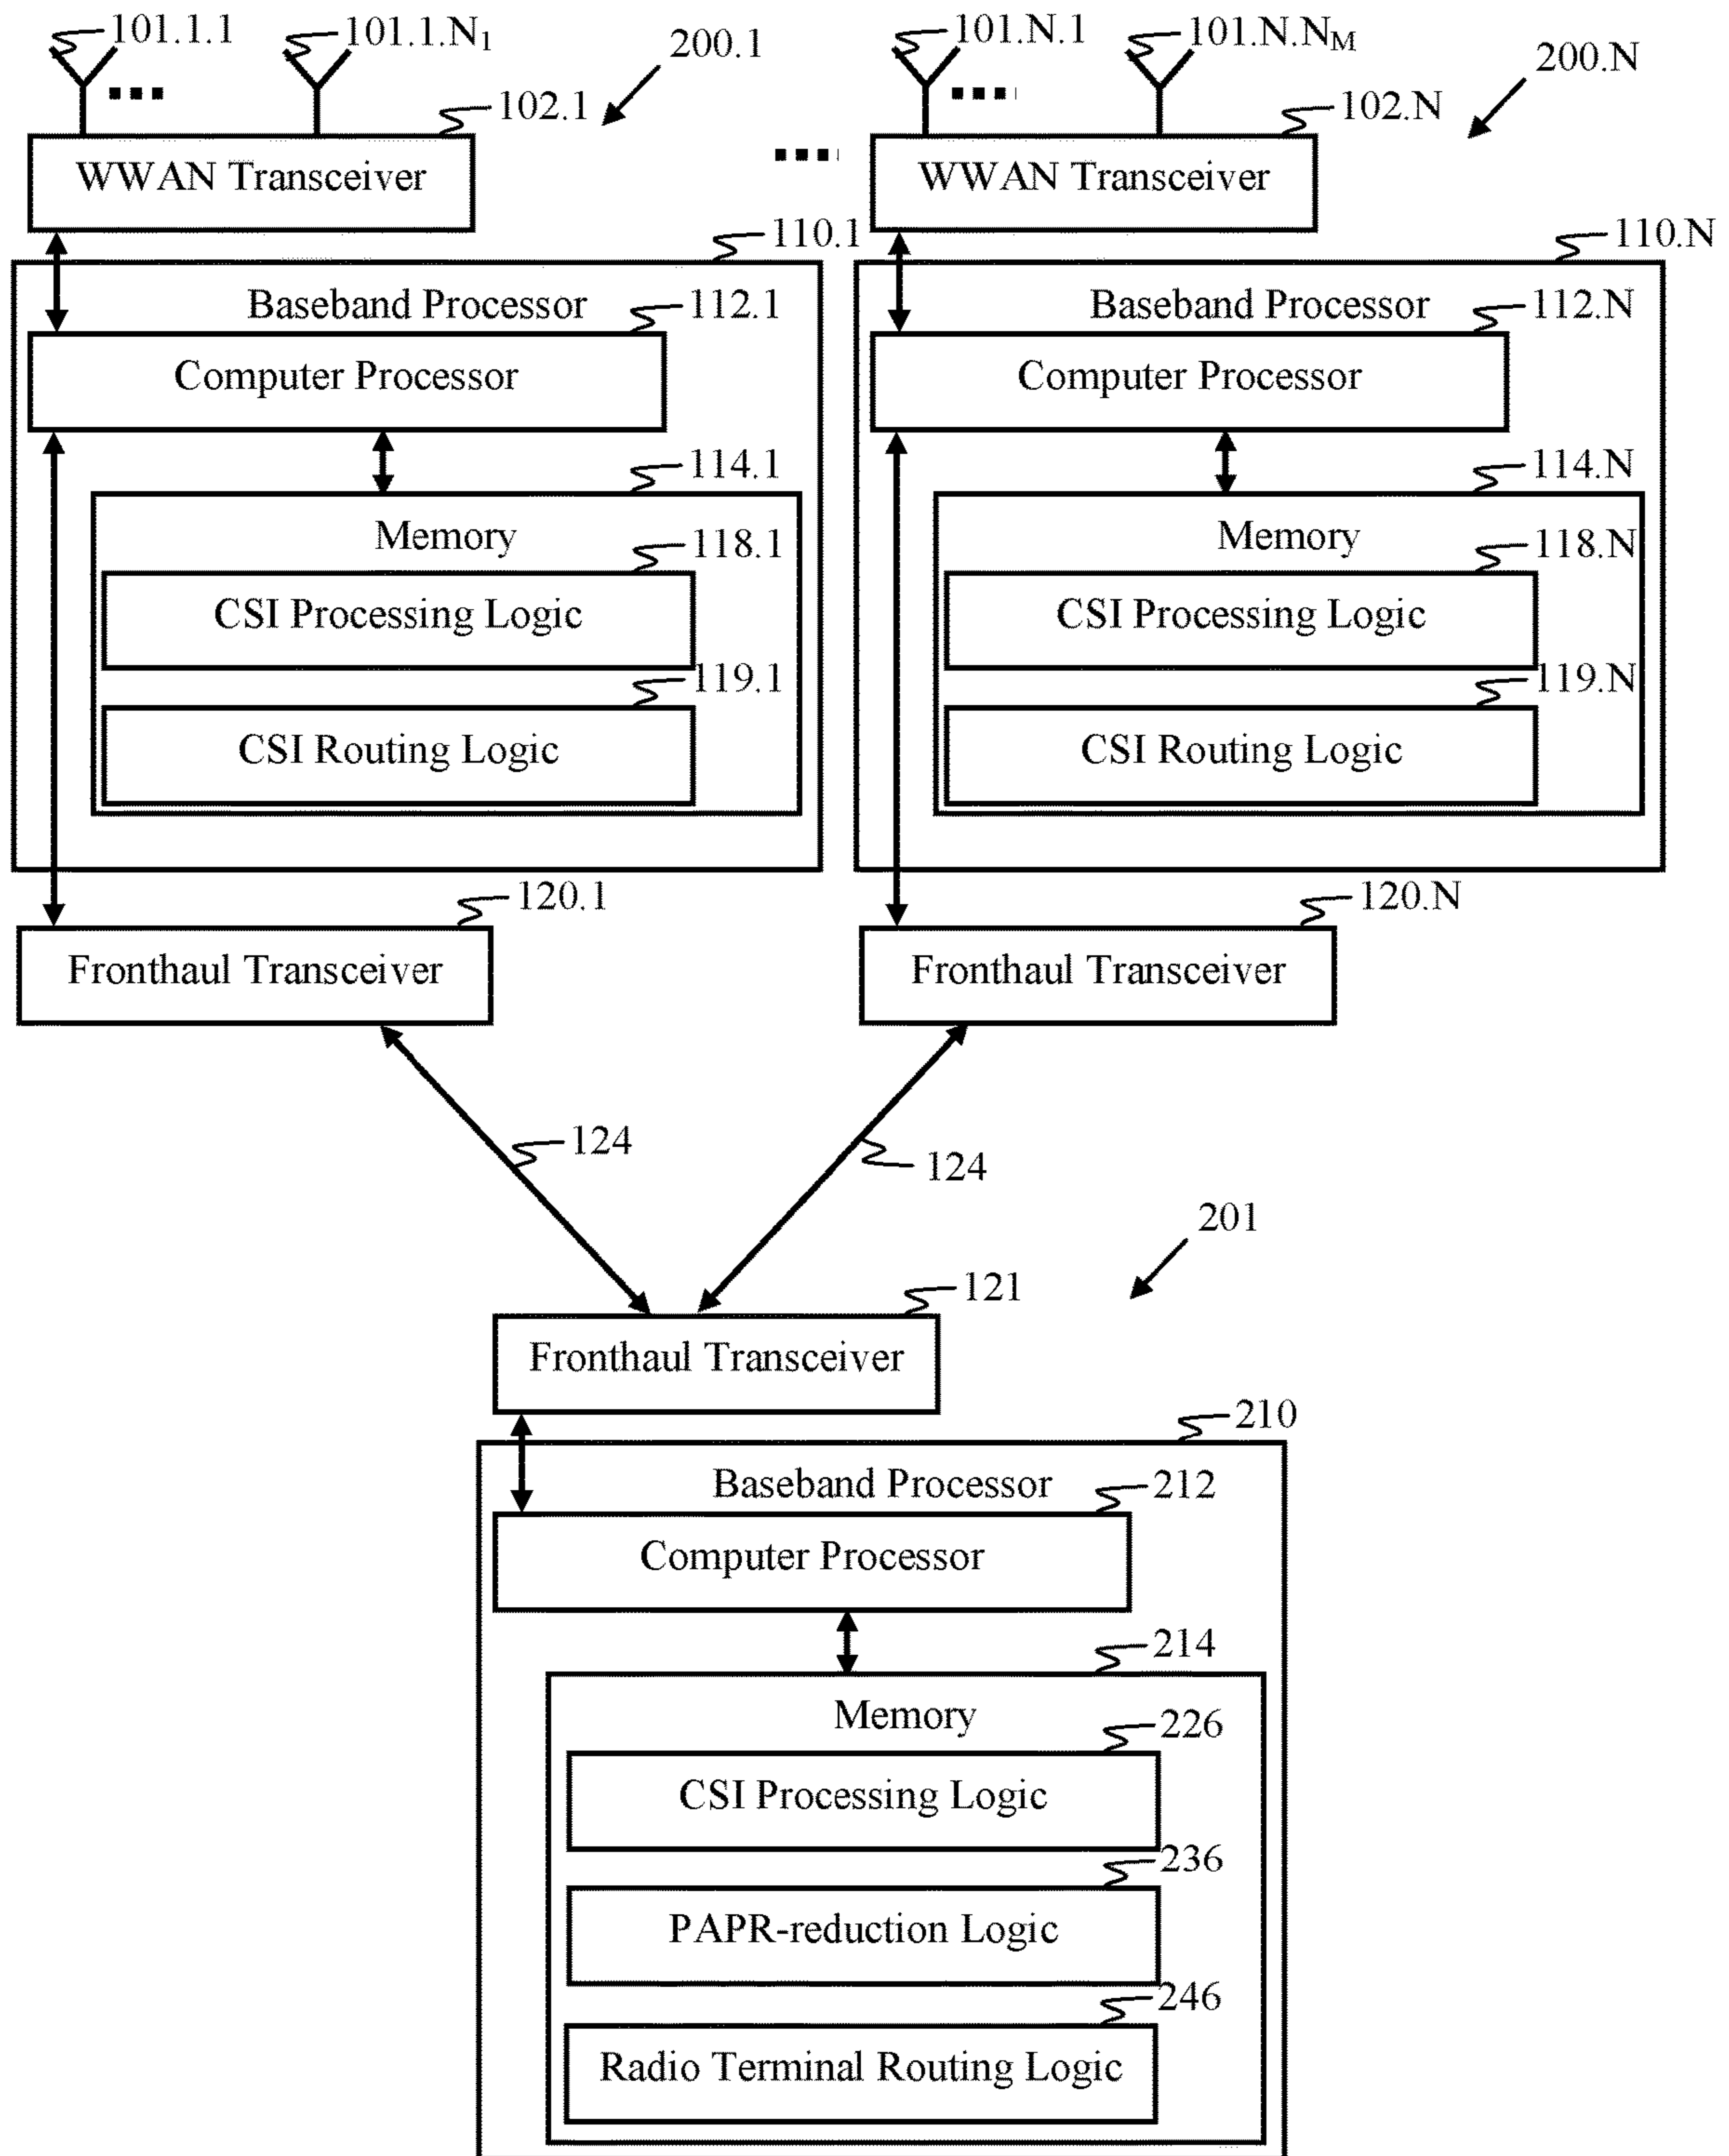 101.1.1 101.1.N₁ 200.1 101.N.1 101.N.N_M 200.N
102.1 102.N
WWAN Transceiver WWAN Transceiver
110.1 110.N
Baseband Processor Baseband Processor
112.1 112.N
Computer Processor Computer Processor
114.1 114.N
Memory Memory
118.1 118.N
CSI Processing Logic CSI Processing Logic
119.1 119.N
CSI Routing Logic CSI Routing Logic
120.1 120.N
Fronthaul Transceiver Fronthaul Transceiver
124 124
201
121
Fronthaul Transceiver
210
Baseband Processor
212
Computer Processor
214
Memory
226
CSI Processing Logic
236
PAPR-reduction Logic
246
Radio Terminal Routing Logic